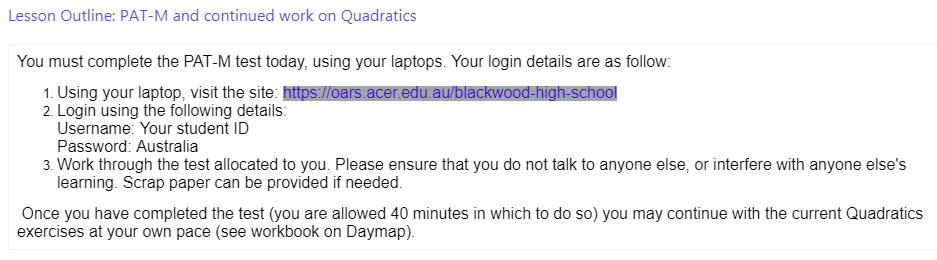 Lesson Outline: PAT-M and continued work on Quadratics
You must complete the PAT-M test today, using your laptops. Your login details are as follow:
1. Using your laptop, visit the site: https://oars.acer.edu.au/blackwood-high-school
2. Login using the following details:
Username: Your student ID
Password: Australia
3. Work through the test allocated to you. Please ensure that you do not talk to anyone else, or interfere with anyone else's
learning. Scrap paper can be provided if needed.
Once you have completed the test (you are allowed 40 minutes in which to do so) you may continue with the current Quadratics
exercises at your own pace (see workbook on Daymap).